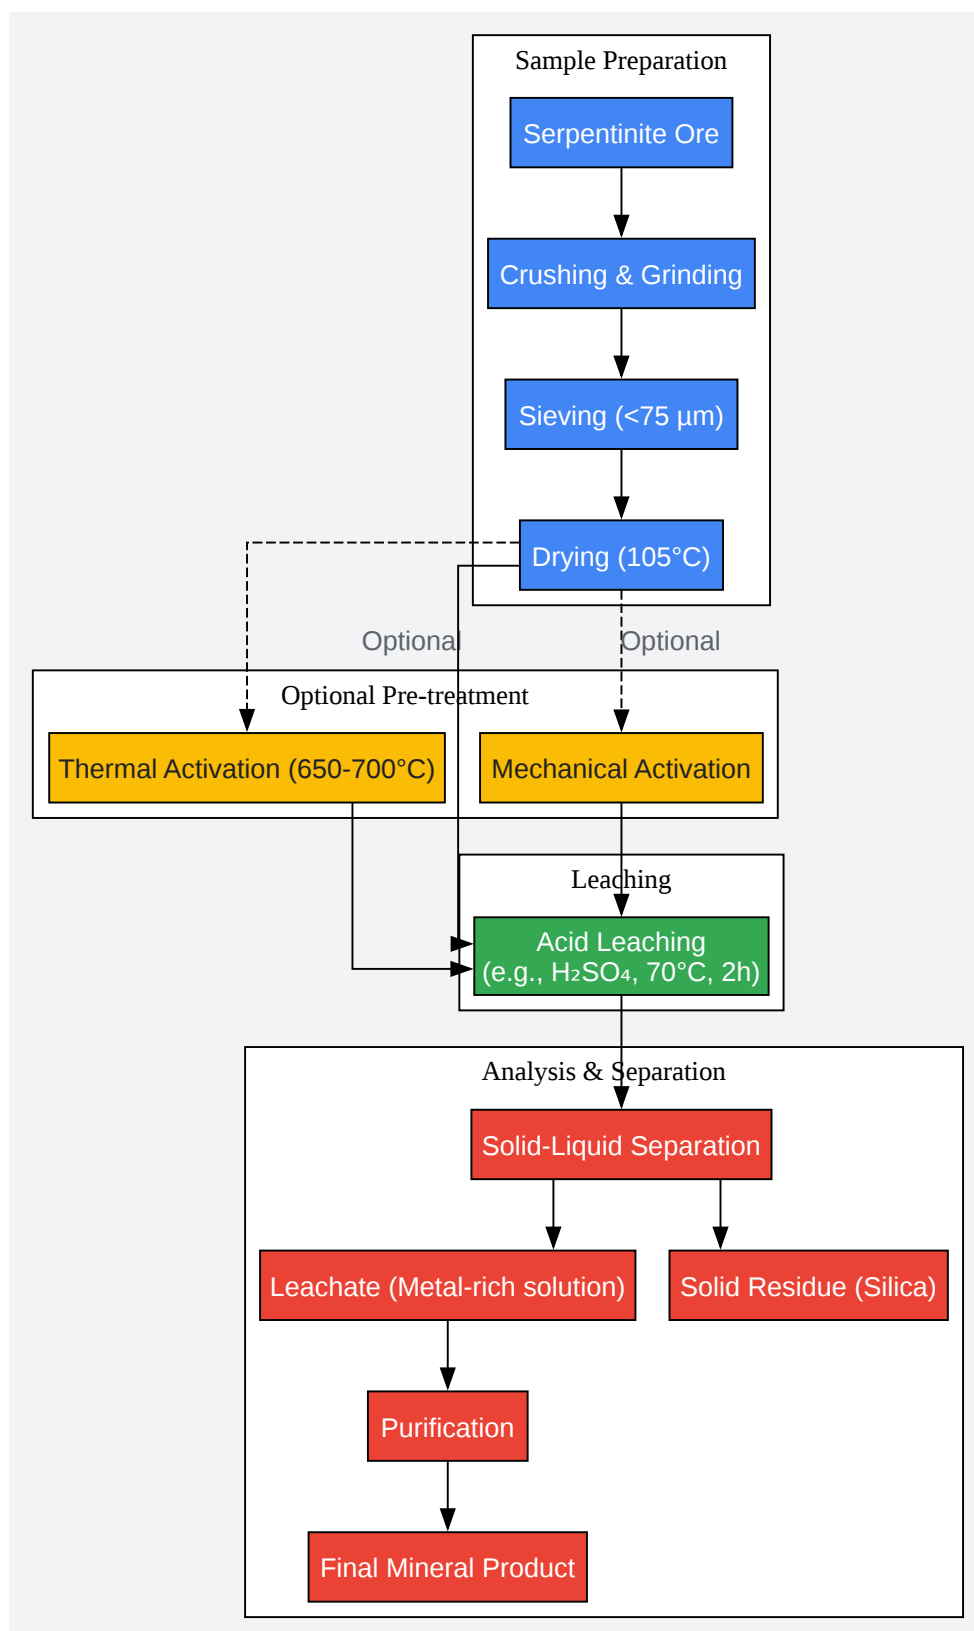 Sample Preparation
Serpentinite Ore
Crushing & Grinding
Sieving (<75 µm)
Drying (105°C)
Optional
Optional
Optional Pre-treatment
Thermal Activation (650-700°C)
Mechanical Activation
Leaching
Acid Leaching
(e.g., H₂SO₄, 70°C, 2h)
Analysis & Separation
Solid-Liquid Separation
Leachate (Metal-rich solution)
Solid Residue (Silica)
Purification
Final Mineral Product